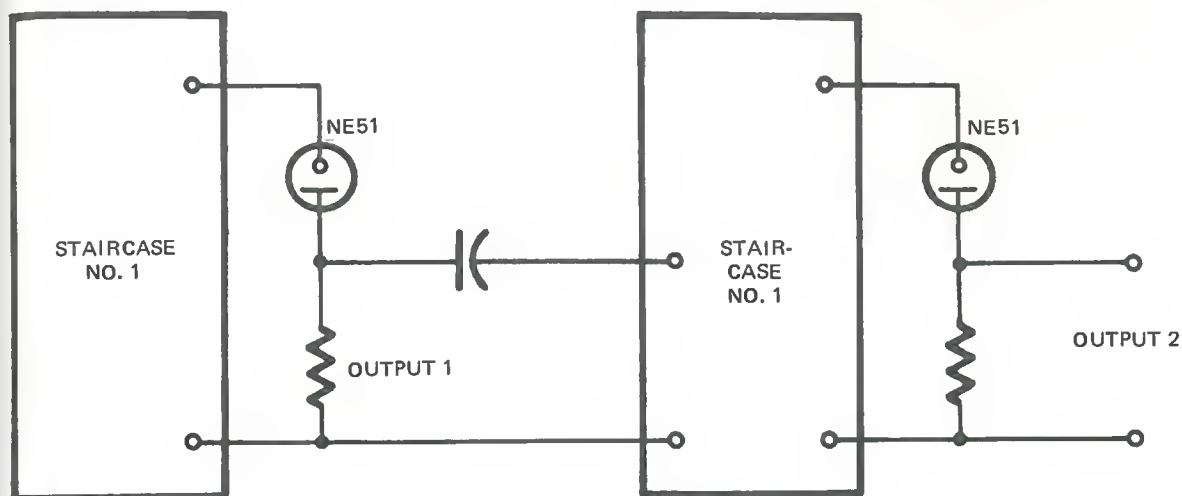 NE51
NE51
STAIRCASE
NO. 1
STAIR-
CASE
NO. 1
OUTPUT 1
OUTPUT 2